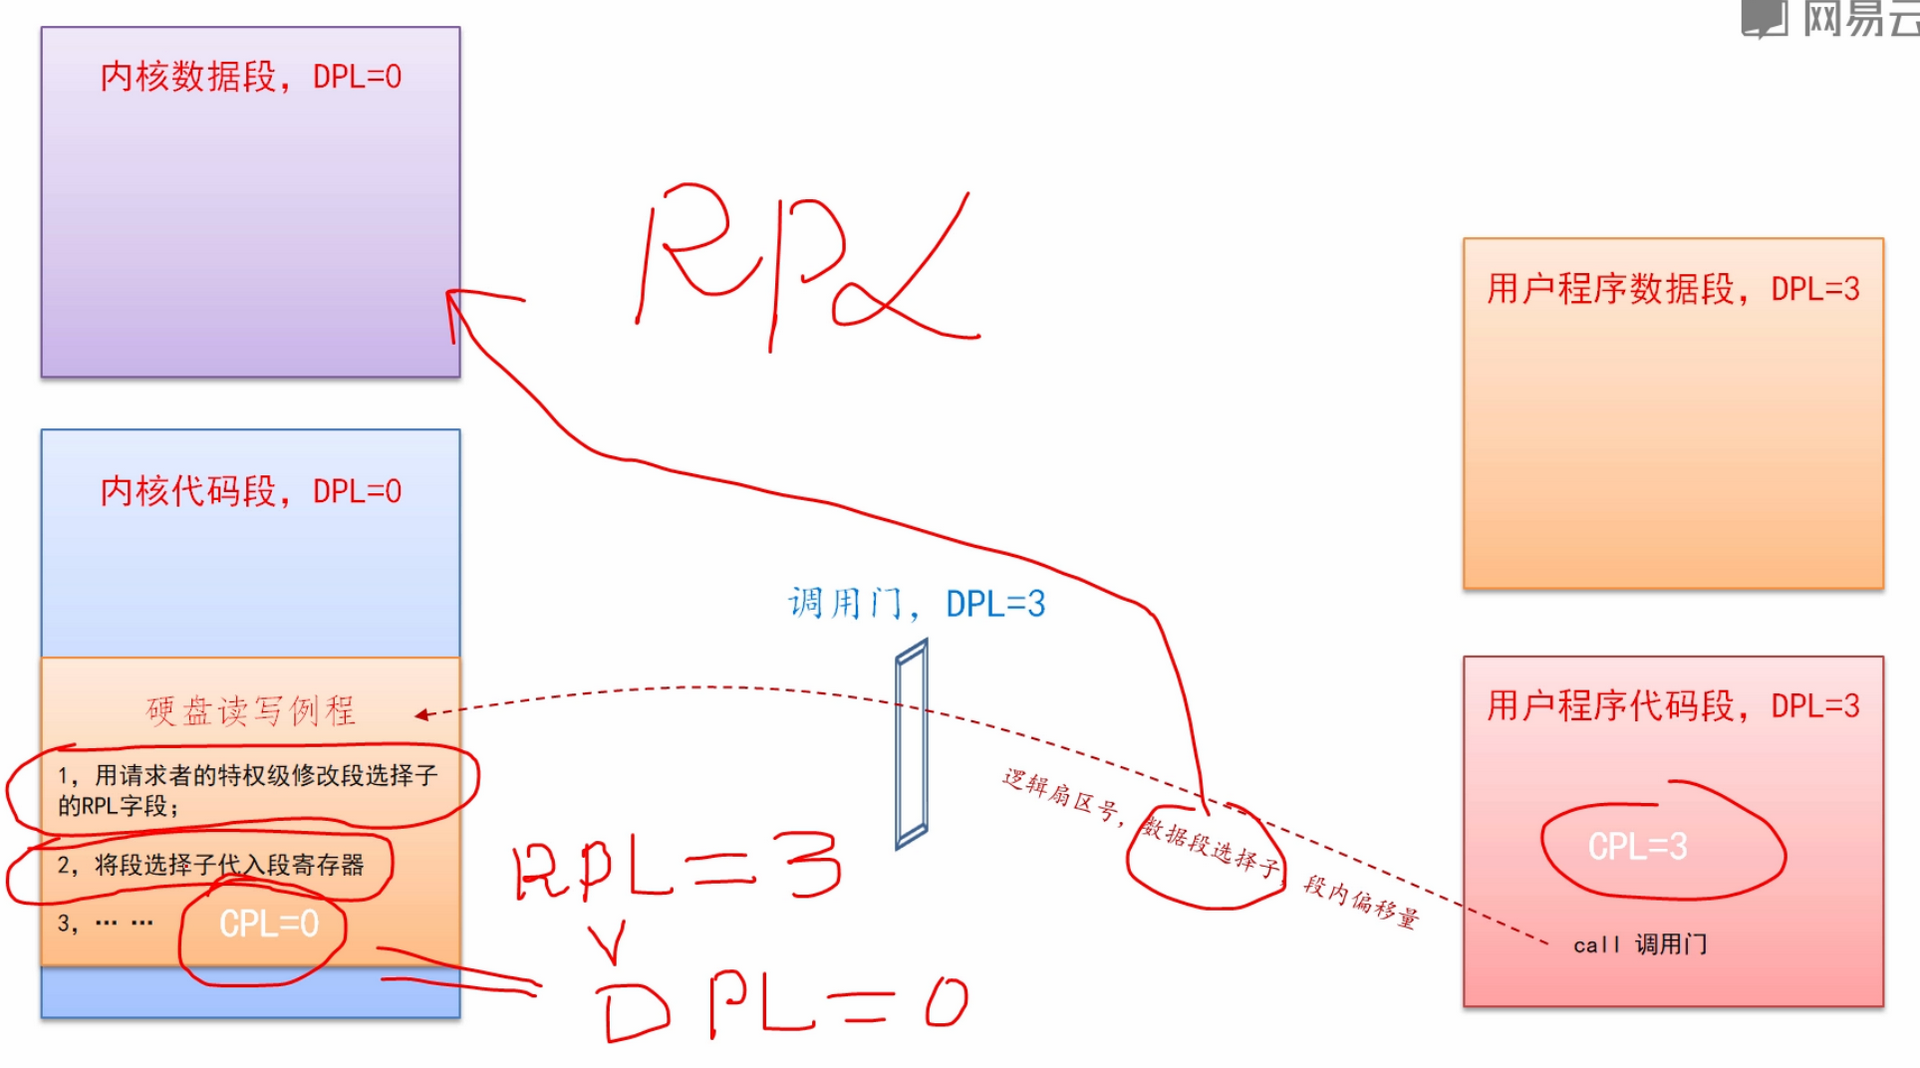 网易云
内核数据段，DPL=0
RPL
用户程序数据段，DPL=3
内核代码段，DPL=0
调用门，DPL=3
硬盘读写例程
1，用请求者的特权级修改段选择子
的RPL字段；
2，将段选择子代入段寄存器
3，… …
CPL=0
RPL=3
V
DPL=0
逻辑扇区号，数据段选择子，段内偏移量
用户程序代码段，DPL=3
CPL=3
call 调用门